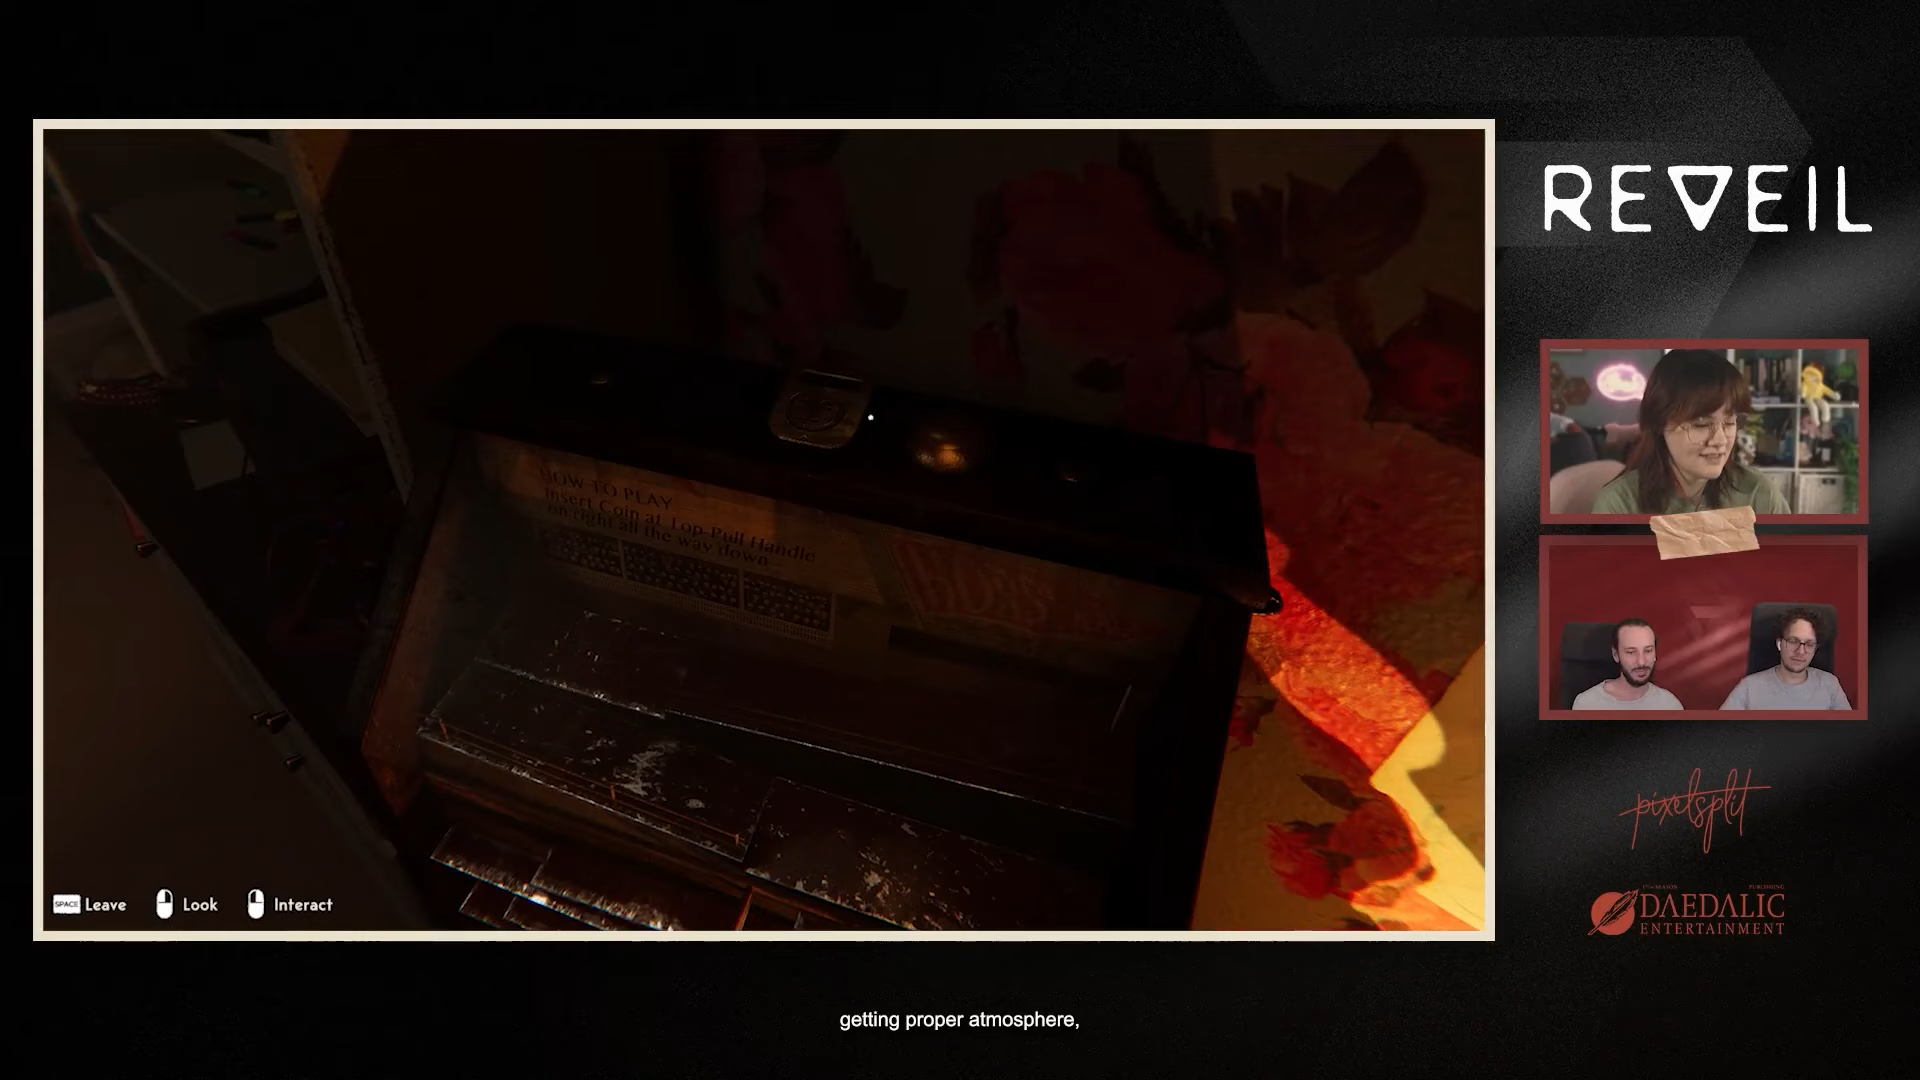 REVEIL
HOW TO PLAY
Insert Coin at Top-Pull Handle
on right all the way down
SPACE Leave Look Interact
pixelsplit
DAEDALIC
ENTERTAINMENT
getting proper atmosphere,